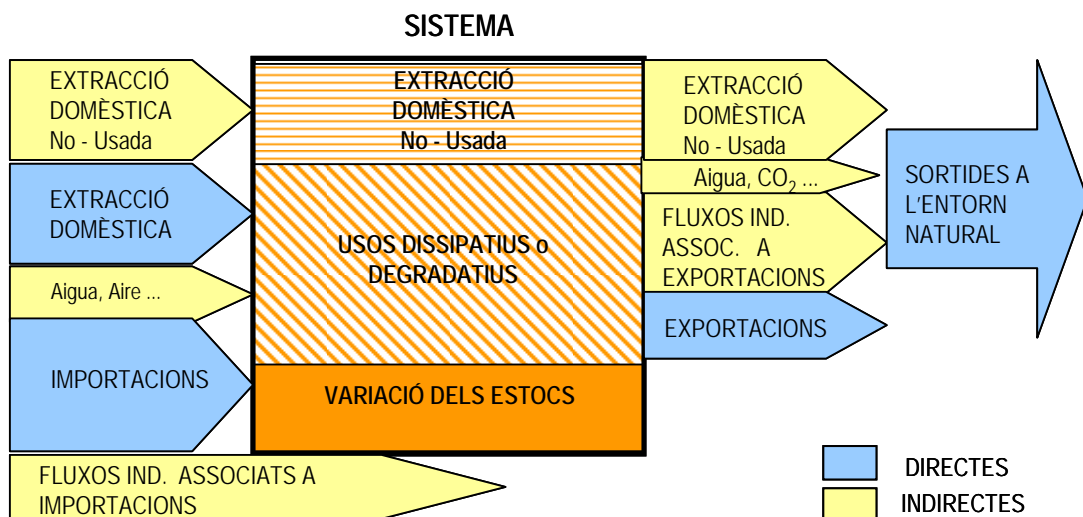 SISTEMA
EXTRACCIÓ
DOMÈSTICA
No - Usada
EXTRACCIÓ
DOMÈSTICA
Aigua, Aire ...
IMPORTACIONS
FLUXOS IND. ASSOCIATS A
IMPORTACIONS
EXTRACCIÓ
DOMÈSTICA
No - Usada
USOS DISSIPATIUS o
DEGRADATIUS
VARIACIÓ DELS ESTOCS
EXTRACCIÓ
DOMÈSTICA
No - Usada
Aigua, CO₂ ...
FLUXOS IND.
ASSOC. A
EXPORTACIONS
EXPORTACIONS
SORTIDES A
L'ENTORN
NATURAL
DIRECTES
INDIRECTES